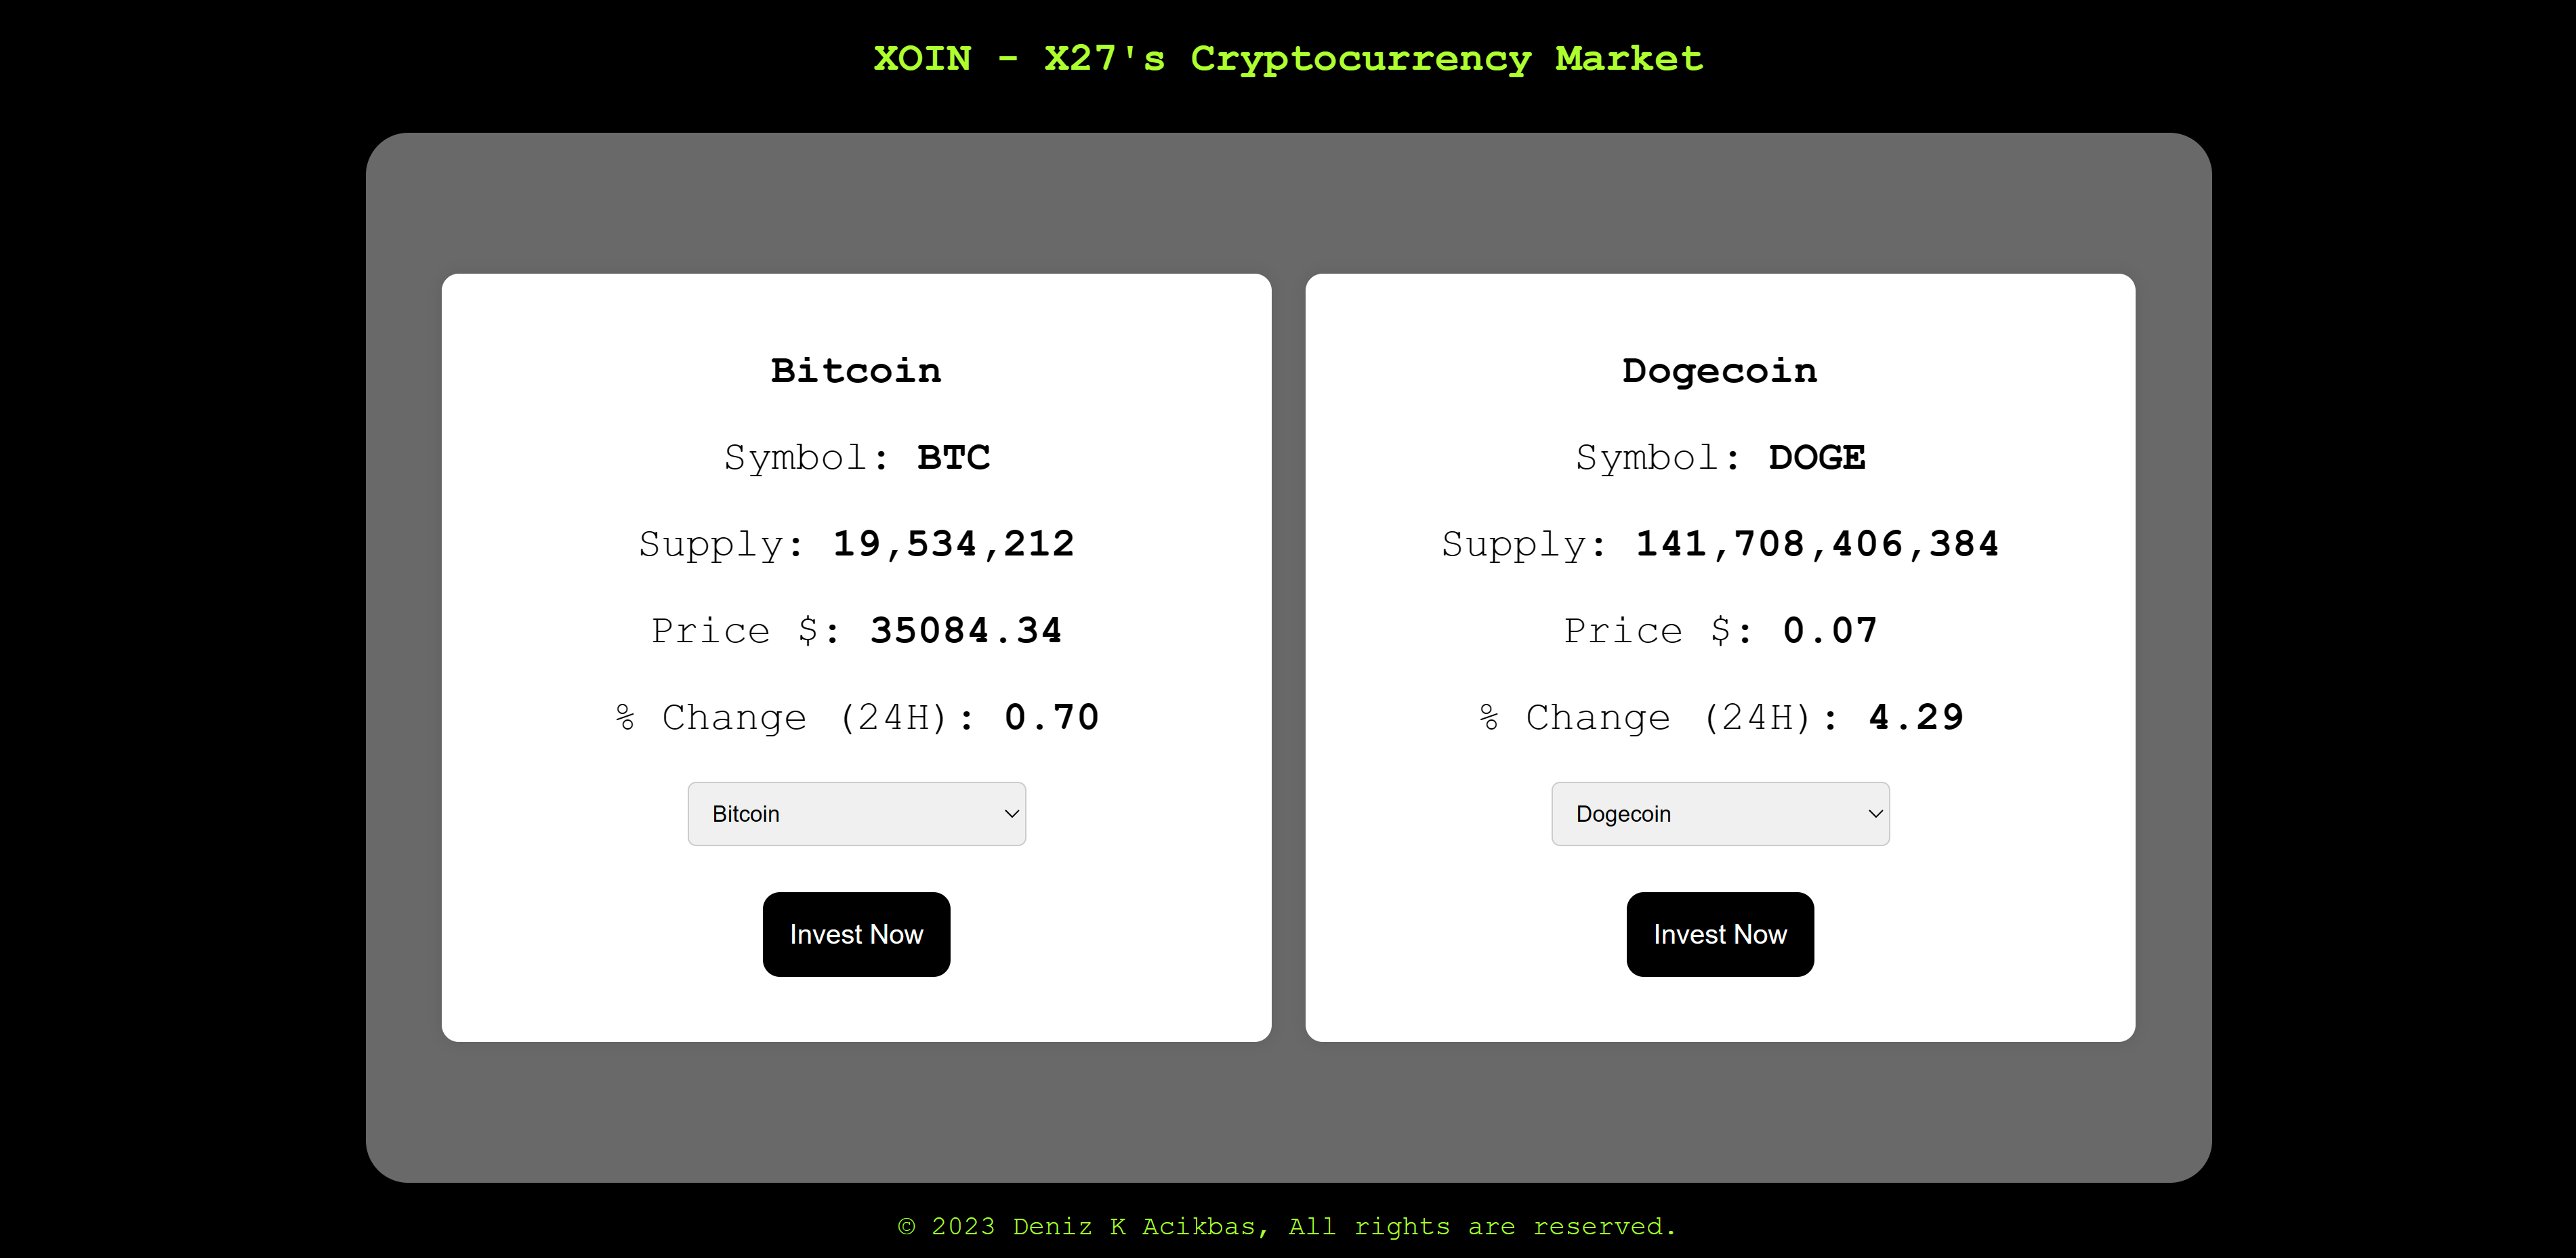 XOIN - X27's Cryptocurrency Market
Bitcoin
Symbol: BTC
Supply: 19,534,212
Price $: 35084.34
% Change (24H): 0.70
Bitcoin
Invest Now
Dogecoin
Symbol: DOGE
Supply: 141,708,406,384
Price $: 0.07
% Change (24H): 4.29
Dogecoin
Invest Now
© 2023 Deniz K Acikbas, All rights are reserved.